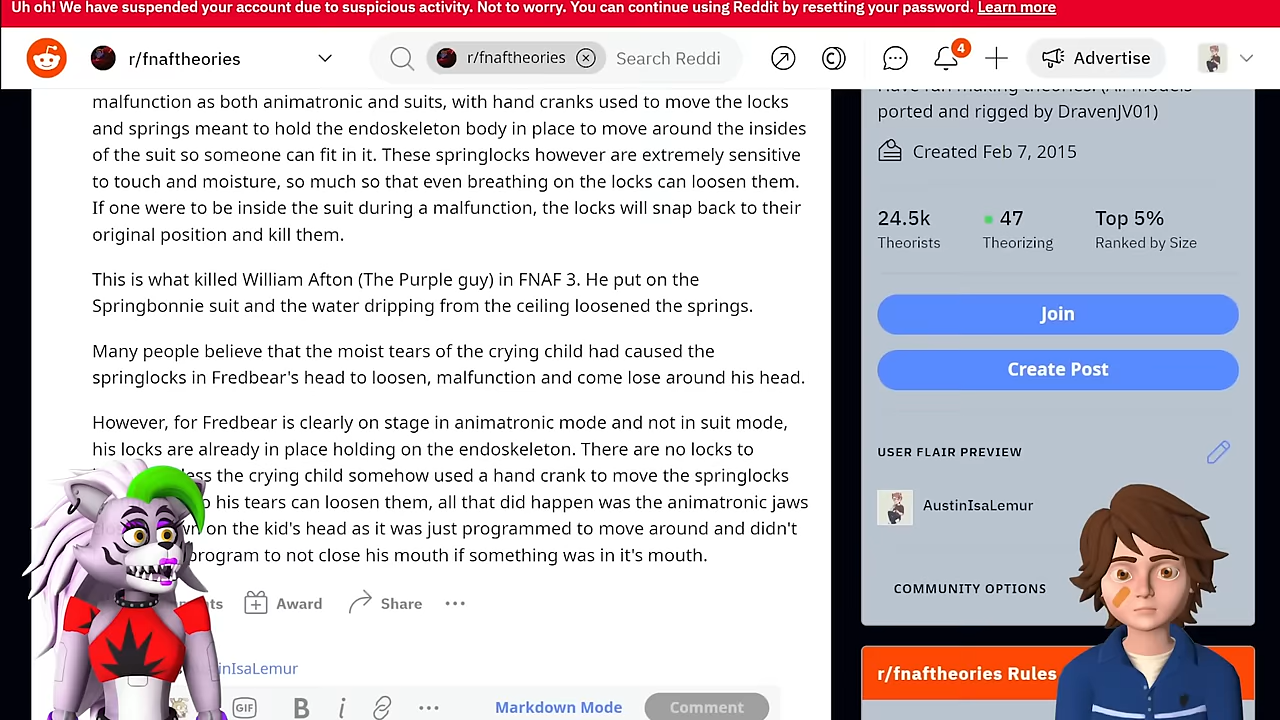 Uh oh! We have suspended your account due to suspicious activity. Not to worry. You can continue using Reddit by resetting your password. Learn more
r/fnaftheories
r/fnaftheories
Search Reddi
4
Advertise
malfunction as both animatronic and suits, with hand cranks used to move the locks
and springs meant to hold the endoskeleton body in place to move around the insides
of the suit so someone can fit in it. These springlocks however are extremely sensitive
to touch and moisture, so much so that even breathing on the locks can loosen them.
If one were to be inside the suit during a malfunction, the locks will snap back to their
original position and kill them.
This is what killed William Afton (The Purple guy) in FNAF 3. He put on the
Springbonnie suit and the water dripping from the ceiling loosened the springs.
Many people believe that the moist tears of the crying child had caused the
springlocks in Fredbear's head to loosen, malfunction and come lose around his head.
However, for Fredbear is clearly on stage in animatronic mode and not in suit mode,
his locks are already in place holding on the endoskeleton. There are no locks to
the crying child somehow used a hand crank to move the springlocks
his tears can loosen them, all that did happen was the animatronic jaws
on the kid's head as it was just programmed to move around and didn't
program to not close his mouth if something was in it's mouth.
Award
Share
GIF
B
i
Markdown Mode
Comment
ported and rigged by DravenJV01)
Created Feb 7, 2015
24.5k
47
Top 5%
Theorists
Theorizing
Ranked by Size
Join
Create Post
USER FLAIR PREVIEW
AustinIsaLemur
COMMUNITY OPTIONS
r/fnaftheories Rules